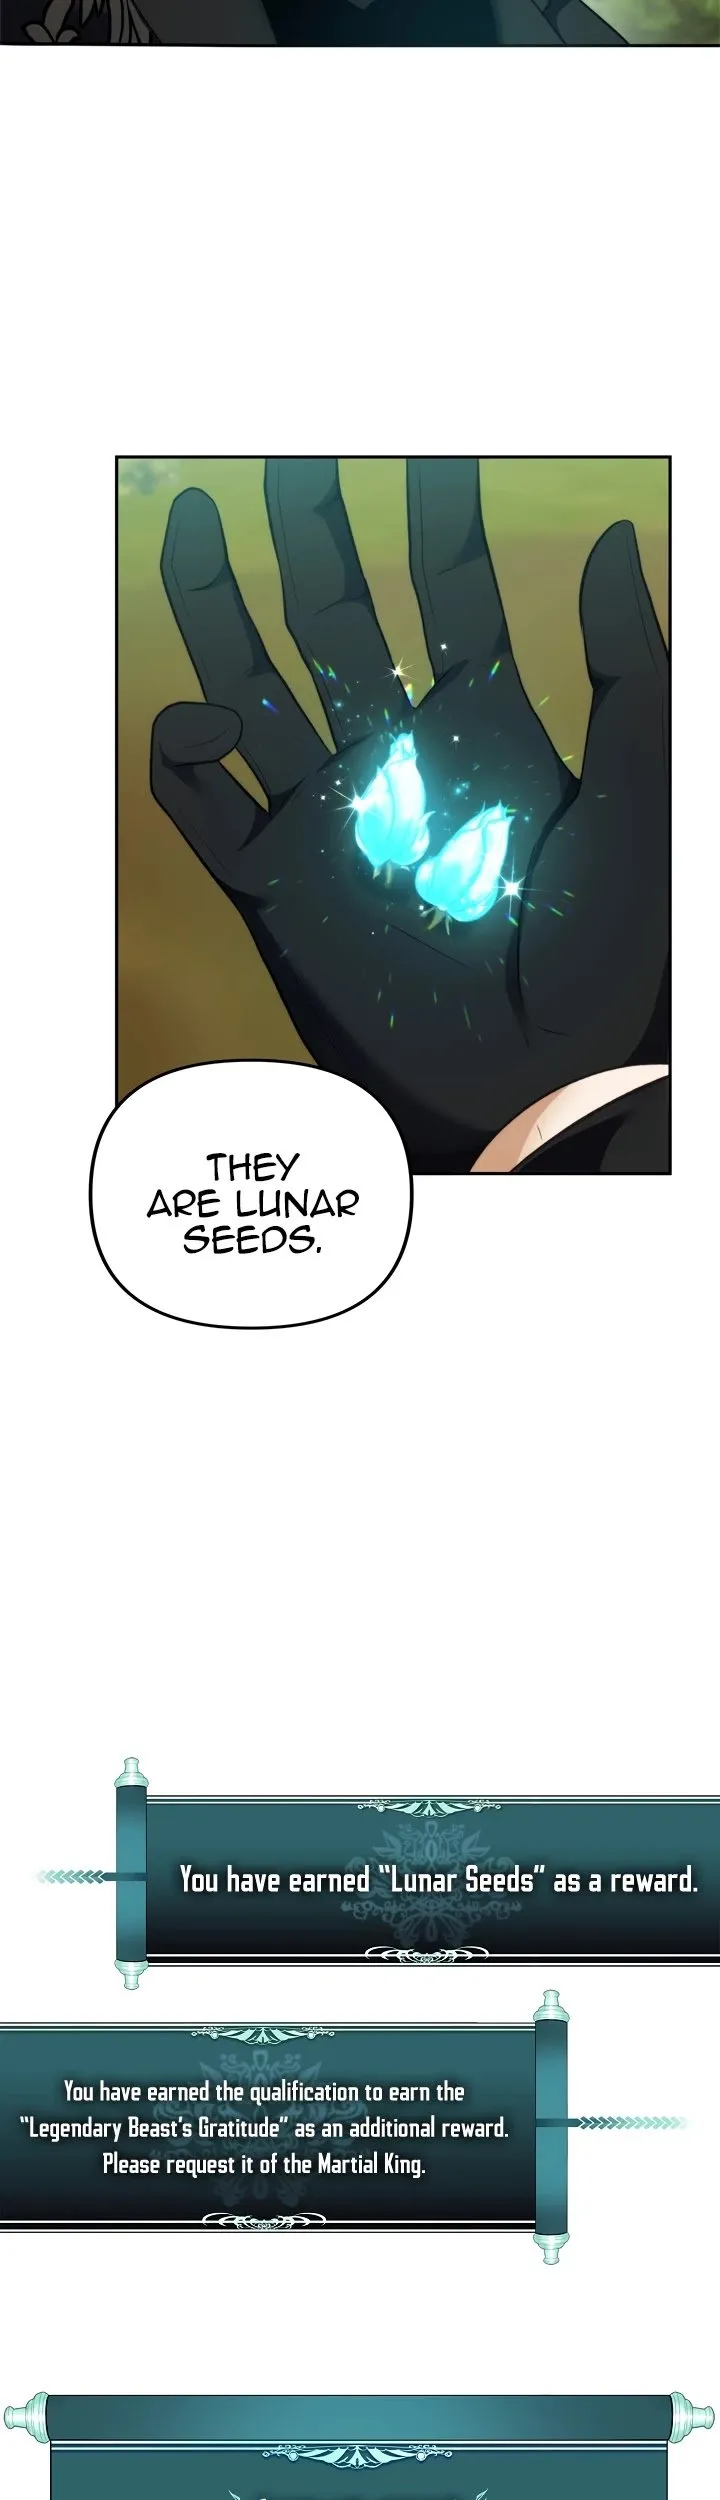 THEY
ARE LUNAR
SEEDS.
You have earned “Lunar Seeds” as a reward.
You have earned the qualification to earn the
“Legendary Beast's Gratitude” as an additional reward.
Please request it of the Martial King.